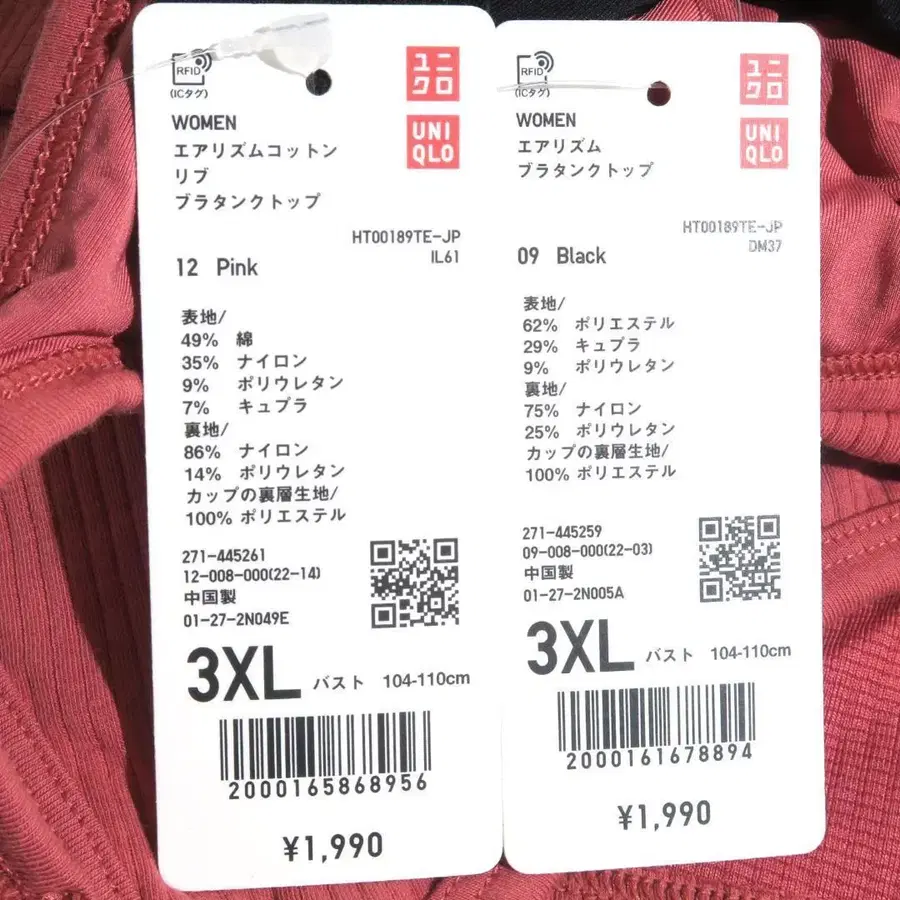 RFID
(ICタグ)
ユニ
クロ
UNI
QLO
WOMEN
エアリズムコットン
リブ
ブラタンクトップ
HT00189TE-JP
IL61
12 Pink
表地/
49% 綿
35% ナイロン
9% ポリウレタン
7% キュプラ
裏地/
86% ナイロン
14% ポリウレタン
カップの裏層生地/
100% ポリエステル
271-445261
12-008-000(22-14)
中国製
01-27-2N049E
3XL バスト 104-110cm
2000165868956
¥1,990
RFID
(ICタグ)
ユニ
クロ
UNI
QLO
WOMEN
エアリズム
ブラタンクトップ
HT00189TE-JP
DM37
09 Black
表地/
62% ポリエステル
29% キュプラ
9% ポリウレタン
裏地/
75% ナイロン
25% ポリウレタン
カップの裏層生地/
100% ポリエステル
271-445259
09-008-000(22-03)
中国製
01-27-2N005A
3XL バスト 104-110cm
2000161678894
¥1,990